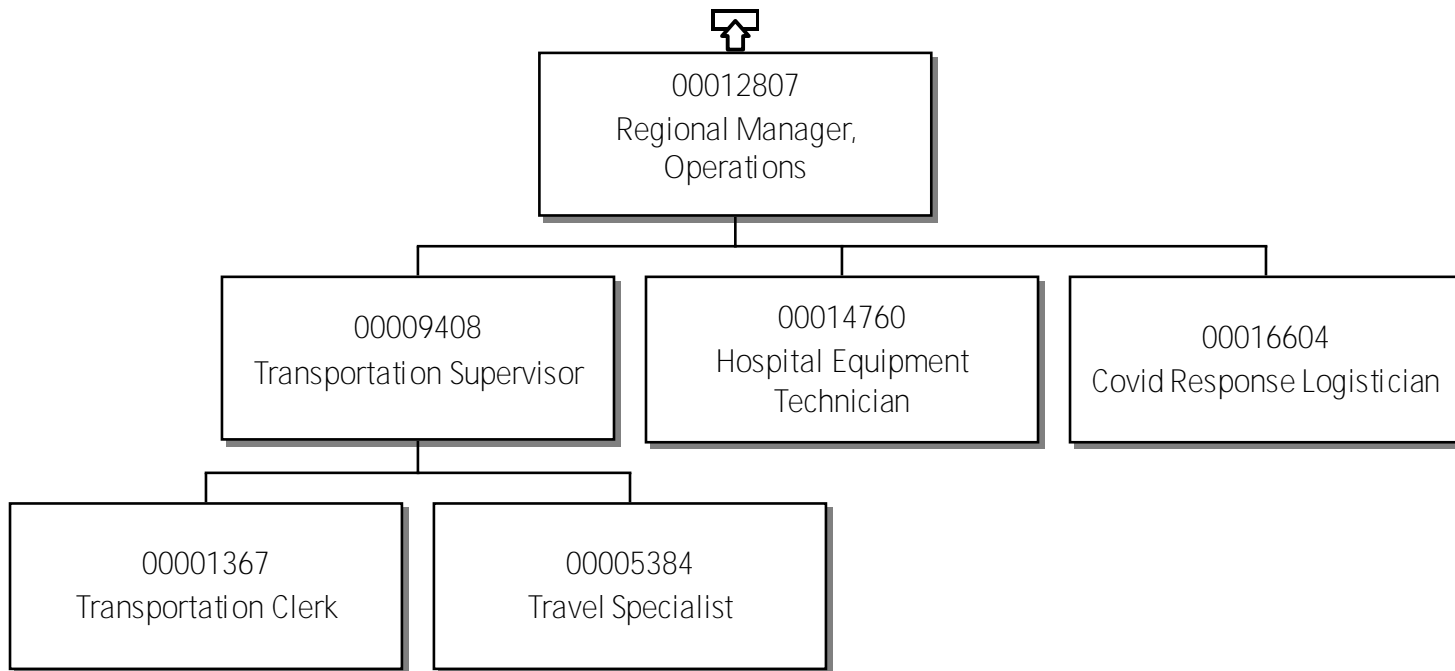 00012807
Regional Manager,
Operations
00009408
Transportation Supervisor
00014760
Hospital Equipment
Technician
00016604
Covid Response Logistician
00001367
Transportation Clerk
00005384
Travel Specialist